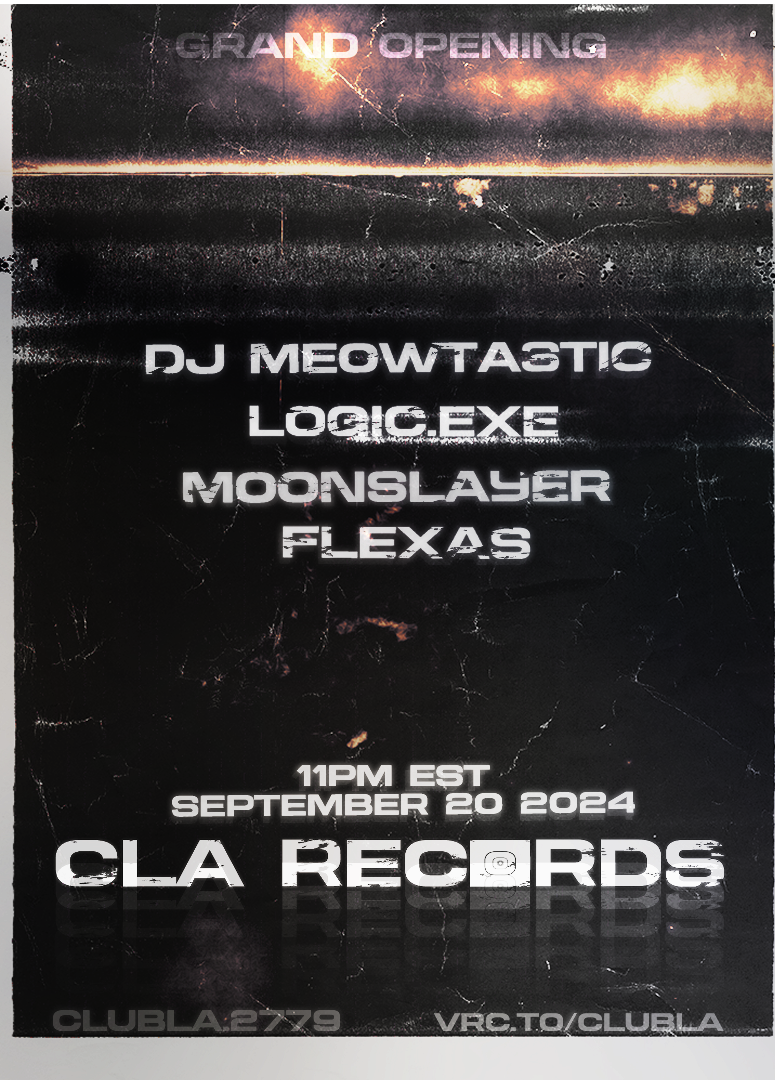 GRAND OPENING
DJ MEOWTASTIC
LOGIC.EXE
MOONSLAYER
FLEXAS
11PM EST
SEPTEMBER 20 2024
CLA RECORDS
CLUBLA.2779
VRC.TO/CLUBLA